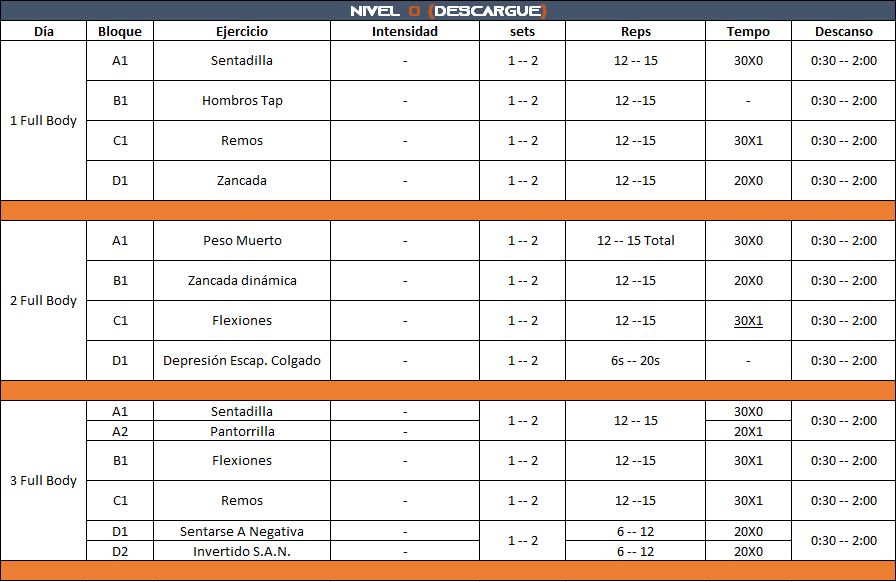 NIVEL 0 (DESCARGUE)
Día Bloque Ejercicio Intensidad sets Reps Tempo Descanso
1 Full Body
A1 Sentadilla - 1 -- 2 12 -- 15 30X0 0:30 -- 2:00
B1 Hombros Tap - 1 -- 2 12 --15 - 0:30 -- 2:00
C1 Remos - 1 -- 2 12 --15 30X1 0:30 -- 2:00
D1 Zancada - 1 -- 2 12 --15 20X0 0:30 -- 2:00
2 Full Body
A1 Peso Muerto - 1 -- 2 12 -- 15 Total 30X0 0:30 -- 2:00
B1 Zancada dinámica - 1 -- 2 12 --15 20X0 0:30 -- 2:00
C1 Flexiones - 1 -- 2 12 --15 30X1 0:30 -- 2:00
D1 Depresión Escap. Colgado - 1 -- 2 6s -- 20s - 0:30 -- 2:00
3 Full Body
A1 Sentadilla - 1 -- 2 12 -- 15 30X0 0:30 -- 2:00
A2 Pantorrilla - 20X1
B1 Flexiones - 1 -- 2 12 --15 30X1 0:30 -- 2:00
C1 Remos - 1 -- 2 12 --15 30X1 0:30 -- 2:00
D1 Sentarse A Negativa - 1 -- 2 6 -- 12 20X0 0:30 -- 2:00
D2 Invertido S.A.N. - 6 -- 12 20X0